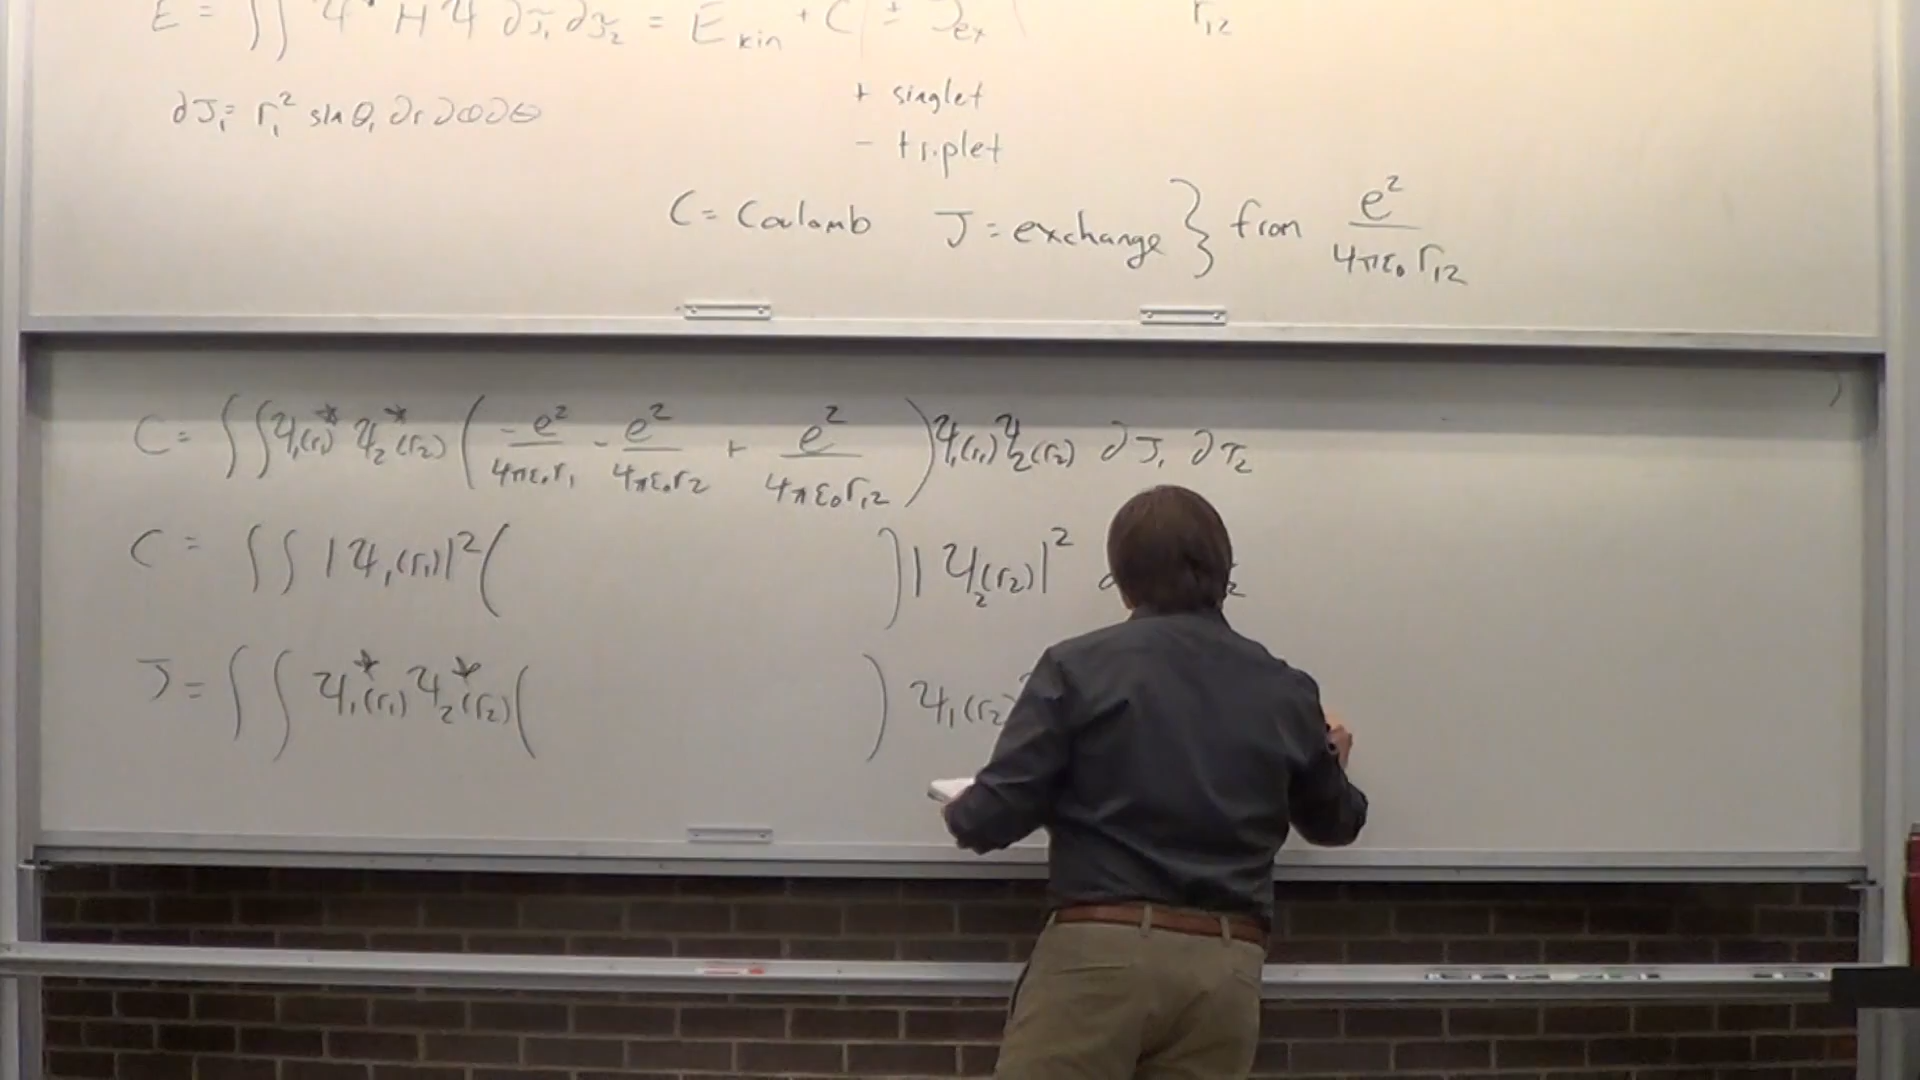 E = ∫∫ Ψ* H Ψ ∂τ₁ ∂τ₂ = E_kin + C ± J_ex
r₁₂
∂τ₁ = r₁² sin θ₁ ∂r ∂φ ∂θ
+ singlet
− triplet
C = Coulomb J = exchange } from e²/4πε₀r₁₂
C = ∫∫ Ψ₁*(r₁) Ψ₂*(r₂) ( −e²/4πε₀r₁ − e²/4πε₀r₂ + e²/4πε₀r₁₂ ) Ψ₁(r₁) Ψ₂(r₂) ∂τ₁ ∂τ₂
C = ∫∫ |Ψ₁(r₁)|² ( ) |Ψ₂(r₂)|²
J = ∫∫ Ψ₁*(r₁) Ψ₂*(r₂) ( ) Ψ₁(r₂)